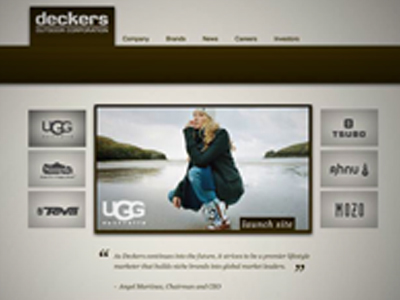 deckers
OUTDOOR CORPORATION
Company
Brands
News
Careers
Investors
UGG
Teva
UGG
AUSTRALIA
launch site
TSUBO
Ahnu
MOZO
As Deckers continues into the future, it strives to be a premier lifestyle
marketer that builds niche brands into global market leaders.
- Angel Martinez, Chairman and CEO